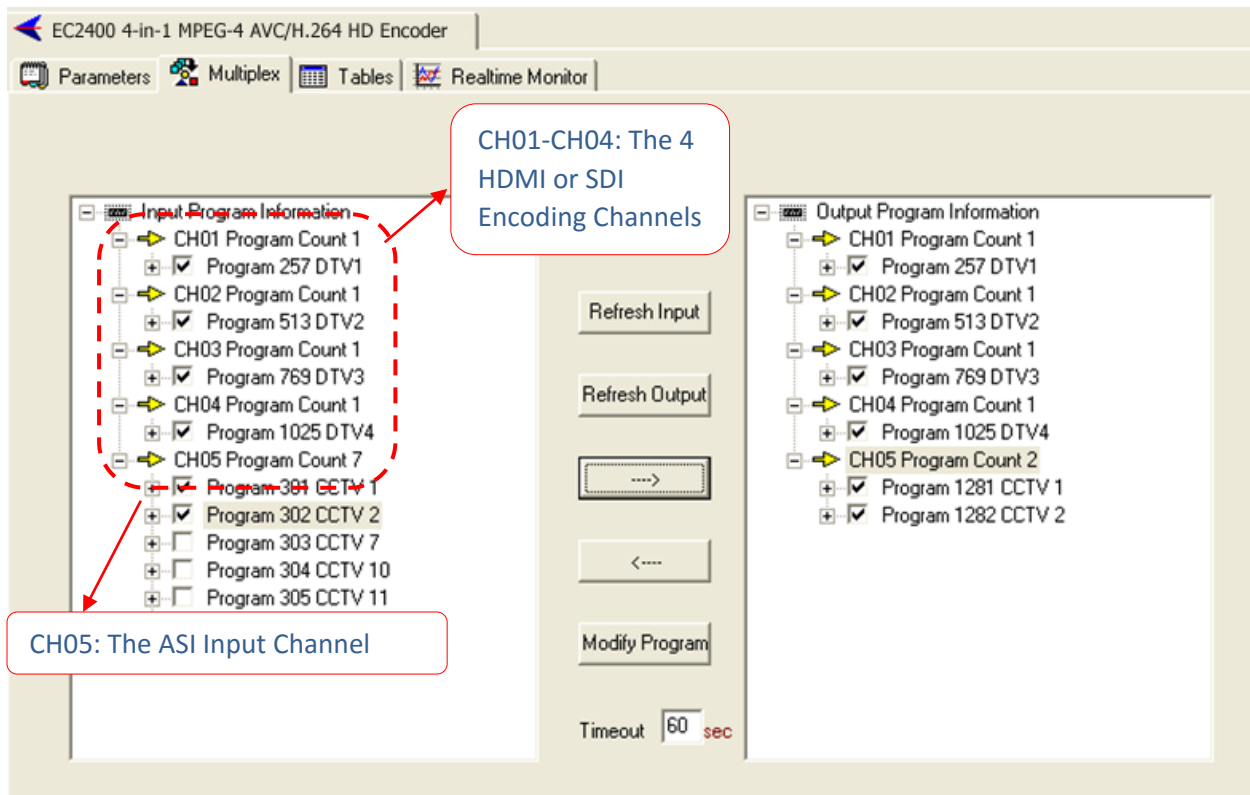 EC2400 4-in-1 MPEG-4 AVC/H.264 HD Encoder
Parameters Multiplex Tables Realtime Monitor
CH01-CH04: The 4
HDMI or SDI
Encoding Channels
Input Program Information
CH01 Program Count 1
Program 257 DTV1
CH02 Program Count 1
Program 513 DTV2
CH03 Program Count 1
Program 769 DTV3
CH04 Program Count 1
Program 1025 DTV4
CH05 Program Count 7
Program 301 CCTV 1
Program 302 CCTV 2
Program 303 CCTV 7
Program 304 CCTV 10
Program 305 CCTV 11
CH05: The ASI Input Channel
Refresh Input
Refresh Output
---->
<----
Modify Program
Timeout 60 sec
Output Program Information
CH01 Program Count 1
Program 257 DTV1
CH02 Program Count 1
Program 513 DTV2
CH03 Program Count 1
Program 769 DTV3
CH04 Program Count 1
Program 1025 DTV4
CH05 Program Count 2
Program 1281 CCTV 1
Program 1282 CCTV 2